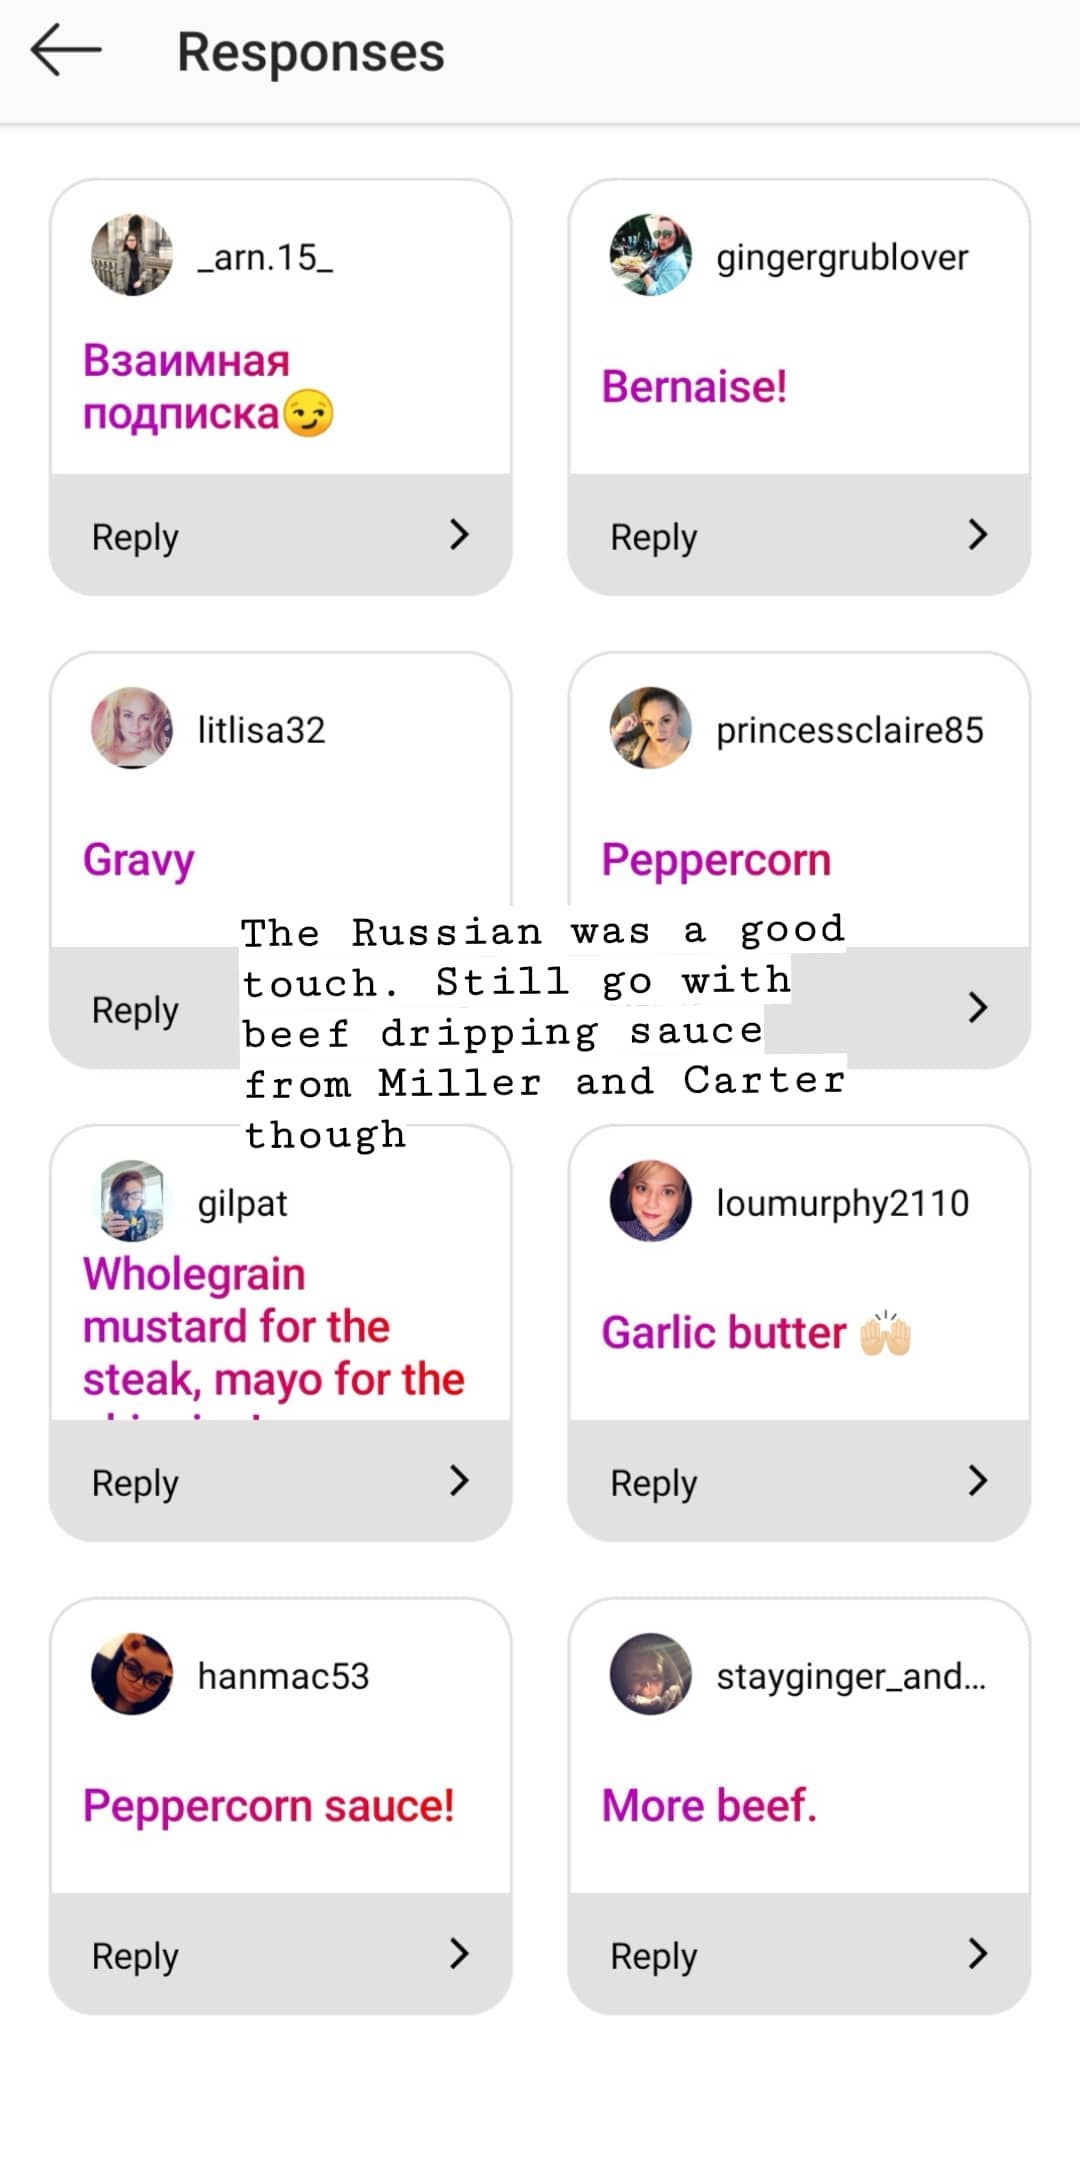 Responses
_arn.15_
Взаимная
подписка😏
Reply
gingergrublover
Bernaise!
Reply
litlisa32
Gravy
Reply
princessclaire85
Peppercorn
The Russian was a good
touch. Still go with
beef dripping sauce
from Miller and Carter
though
gilpat
Wholegrain
mustard for the
steak, mayo for the
Reply
loumurphy2110
Garlic butter 🙌🏻
Reply
hanmac53
Peppercorn sauce!
Reply
stayginger_and...
More beef.
Reply